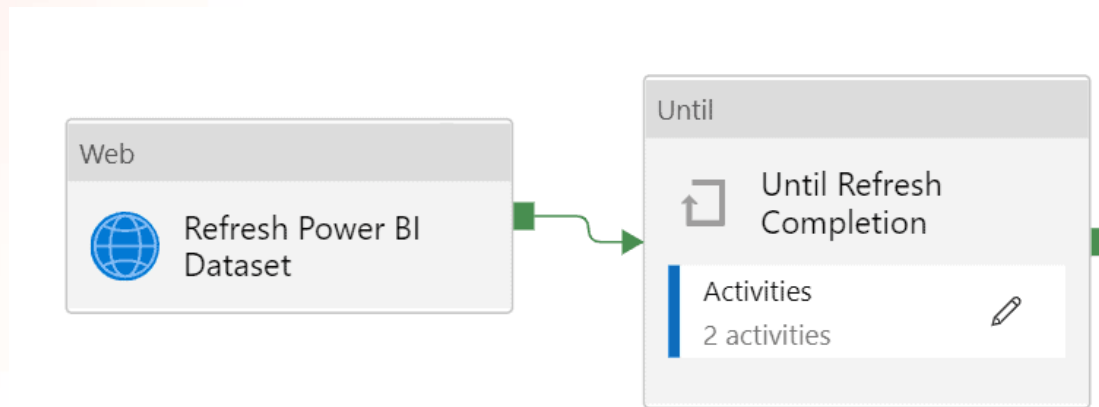 Web
Refresh Power BI
Dataset
Until
Until Refresh
Completion
Activities
2 activities